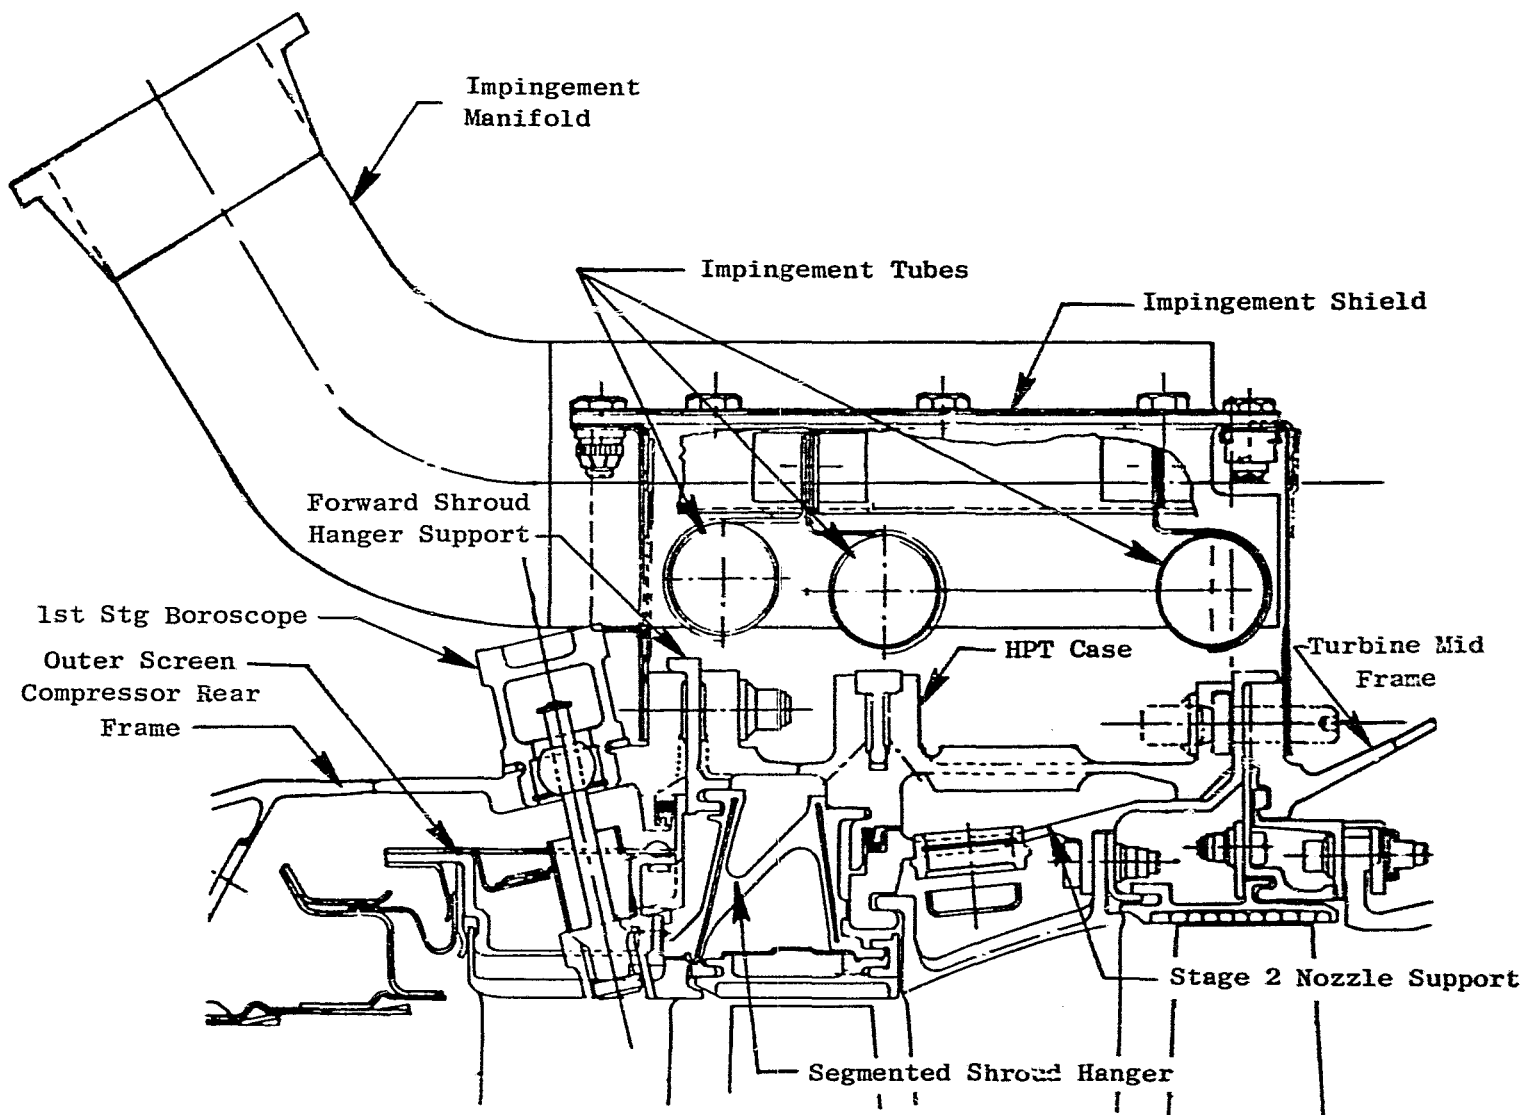 Impingement
Manifold
Impingement Tubes
Impingement Shield
Forward Shroud
Hanger Support
1st Stg Boroscope
Outer Screen
Compressor Rear
Frame
HPT Case
Turbine Mid
Frame
Stage 2 Nozzle Support
Segmented Shroud Hanger